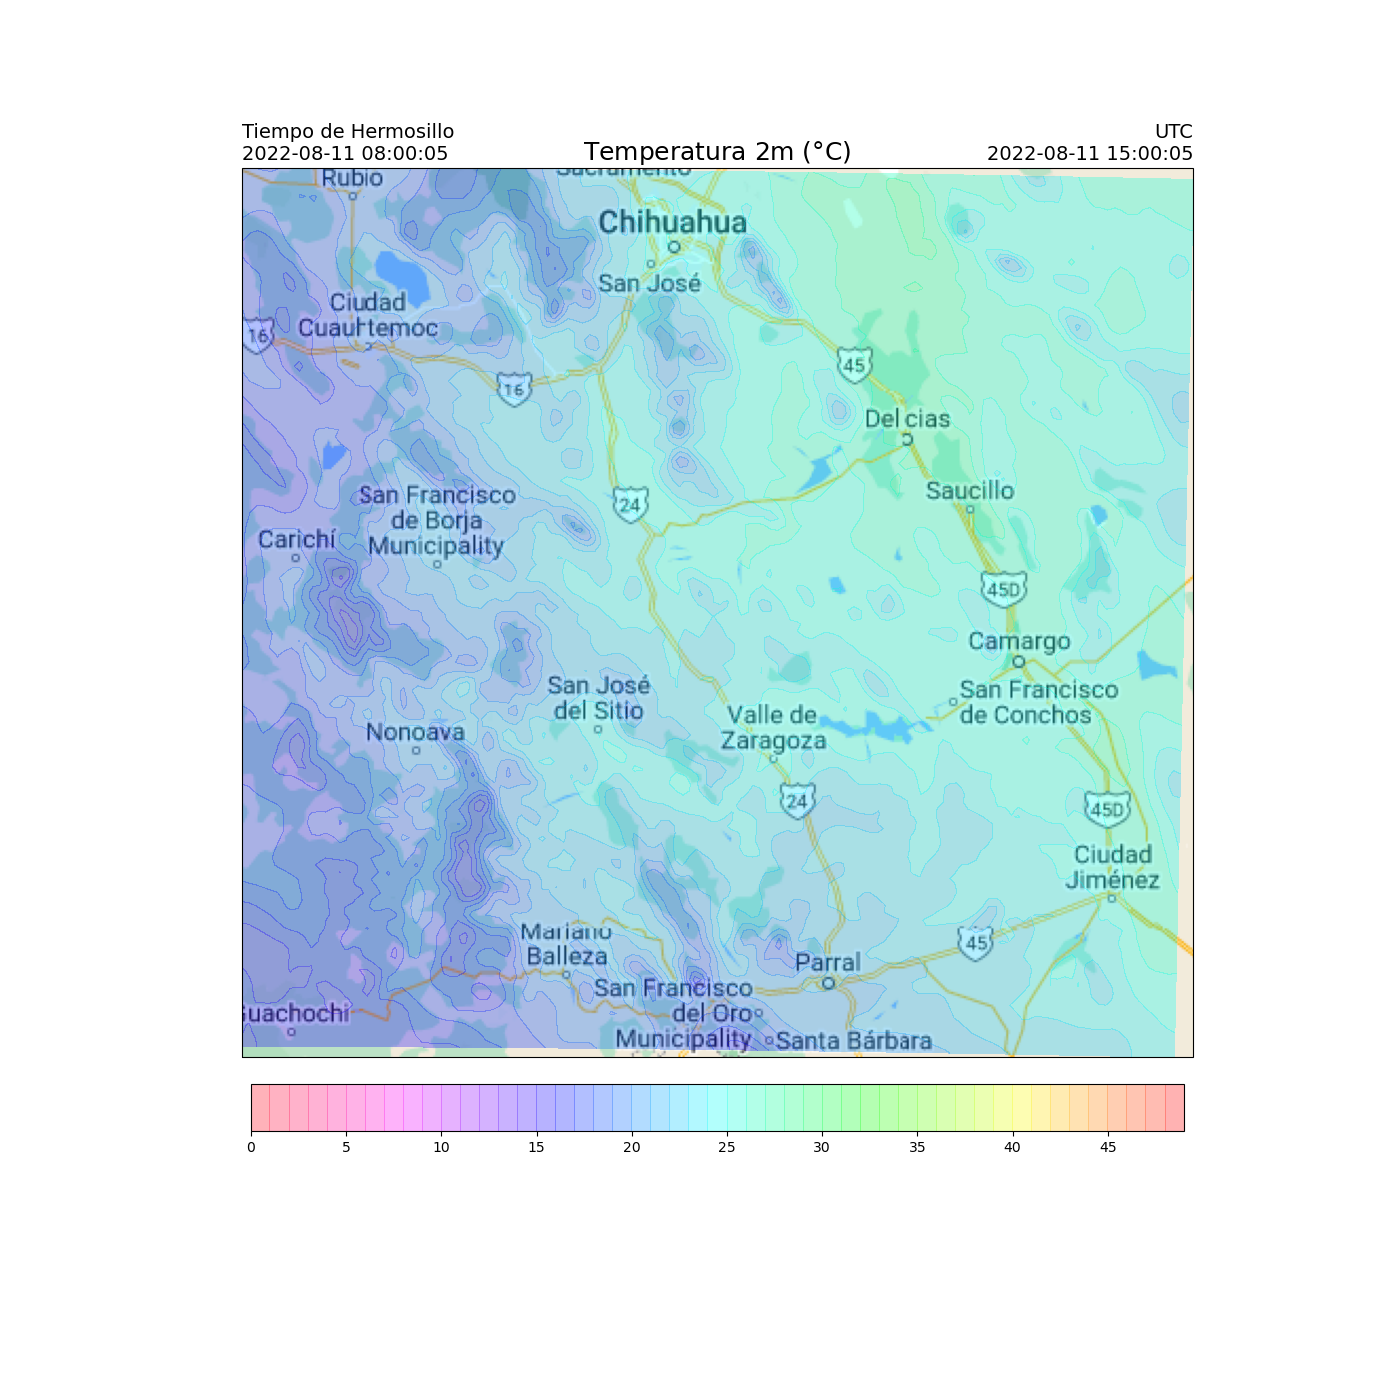 Tiempo de Hermosillo
2022-08-11 08:00:05
Temperatura 2m (°C)
UTC
2022-08-11 15:00:05
Rubio
Sacramento
Chihuahua
San José
Ciudad
Cuauhtemoc
16
16
45
Delicias
24
Saucillo
San Francisco
de Borja
Municipality
Carichí
45D
Camargo
San Francisco
de Conchos
San José
del Sitio
Valle de
Zaragoza
Nonoava
24
45D
Ciudad
Jiménez
Mariano
Balleza
45
Parral
San Francisco
del Oro
Municipality
Santa Bárbara
Guachochi
0 5 10 15 20 25 30 35 40 45